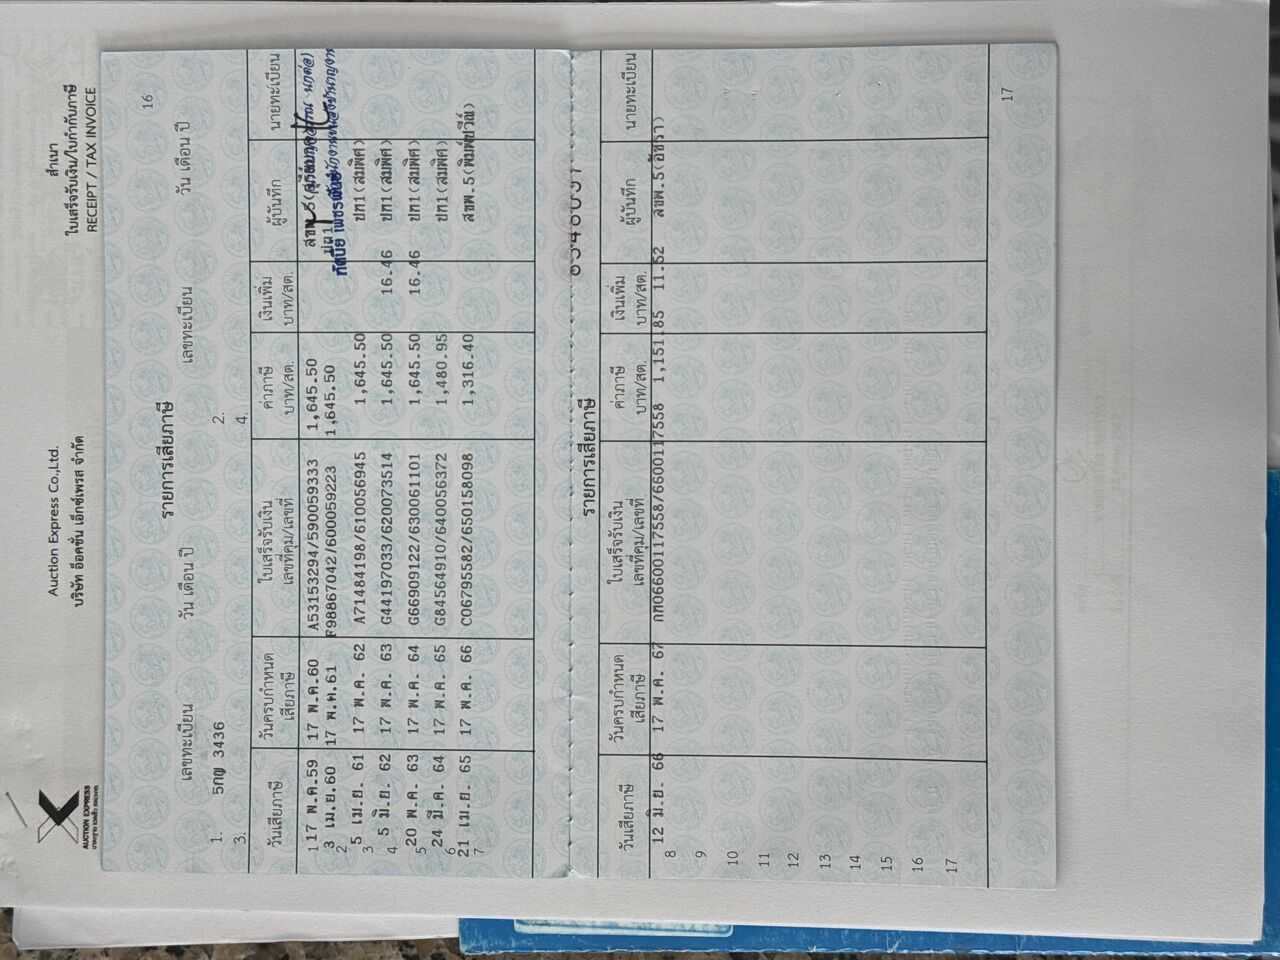 AUCTION EXPRESS
Auction Express Co.,Ltd.
บริษัท อ๊อคชั่น เอ็กซ์เพรส จำกัด
สำเนา
ใบเสร็จรับเงิน/ใบกำกับภาษี
RECEIPT / TAX INVOICE
16
รายการเสียภาษี
เลขทะเบียน วัน เดือน ปี เลขทะเบียน วัน เดือน ปี
1. 5กญ 3436 2.
3. 4.
วันเสียภาษี วันครบกำหนดเสียภาษี ใบเสร็จรับเงิน เลขที่คุม/เลขที่ ค่าภาษี บาท/สต. เงินเพิ่ม บาท/สต. ผู้บันทึก นายทะเบียน
1 17 พ.ค.59 17 พ.ค.60 A53153294/590059333 1,645.50 สขพ.5
2 3 เม.ย.60 17 พ.ค.61 F98867042/600059223 1,645.50
3 5 เม.ย. 61 17 พ.ค. 62 A71484198/610056945 1,645.50 ปก1(สมพิศ)
4 5 มิ.ย. 62 17 พ.ค. 63 G44197033/620073514 1,645.50 16.46 ปก1(สมพิศ)
5 20 พ.ค. 63 17 พ.ค. 64 G66909122/630061101 1,645.50 16.46 ปก1(สมพิศ)
6 24 มี.ค. 64 17 พ.ค. 65 G84564910/640056372 1,480.95 ปก1(สมพิศ)
7 21 เม.ย. 65 17 พ.ค. 66 C06795582/650158098 1,316.40 สขพ.5(พิมพ์ปวีณ์)
รายการเสียภาษี
วันเสียภาษี วันครบกำหนดเสียภาษี ใบเสร็จรับเงิน เลขที่คุม/เลขที่ ค่าภาษี บาท/สต. เงินเพิ่ม บาท/สต. ผู้บันทึก นายทะเบียน
8 12 มิ.ย. 66 17 พ.ค. 67 กท06600117558/6600117558 1,151.85 11.52 สขพ.5(อัชรา)
9
10
11
12
13
14
15
16
17
17